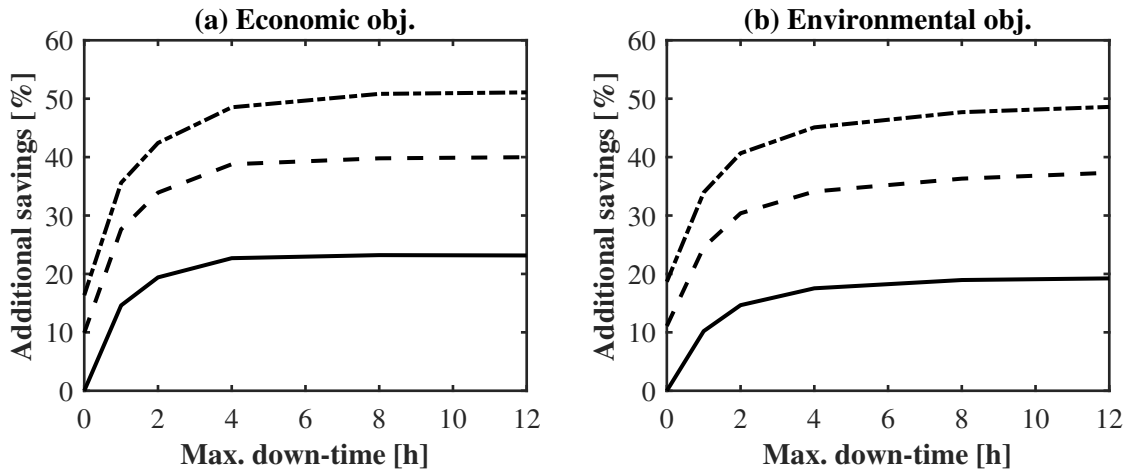 (a) Economic obj.
60
50
40
30
20
10
0
Additional savings [%]
0 2 4 6 8 10 12
Max. down-time [h]
(b) Environmental obj.
60
50
40
30
20
10
0
Additional savings [%]
0 2 4 6 8 10 12
Max. down-time [h]